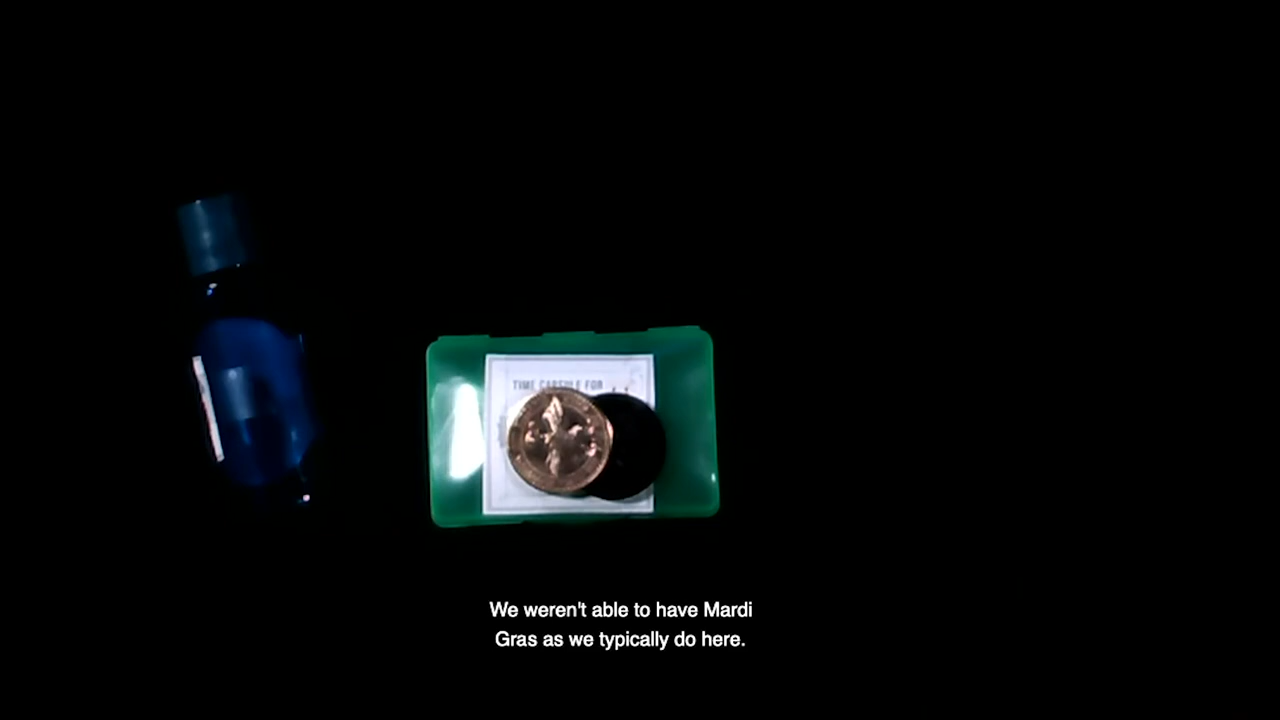 TIME CAPSULE FOR
We weren't able to have Mardi
Gras as we typically do here.